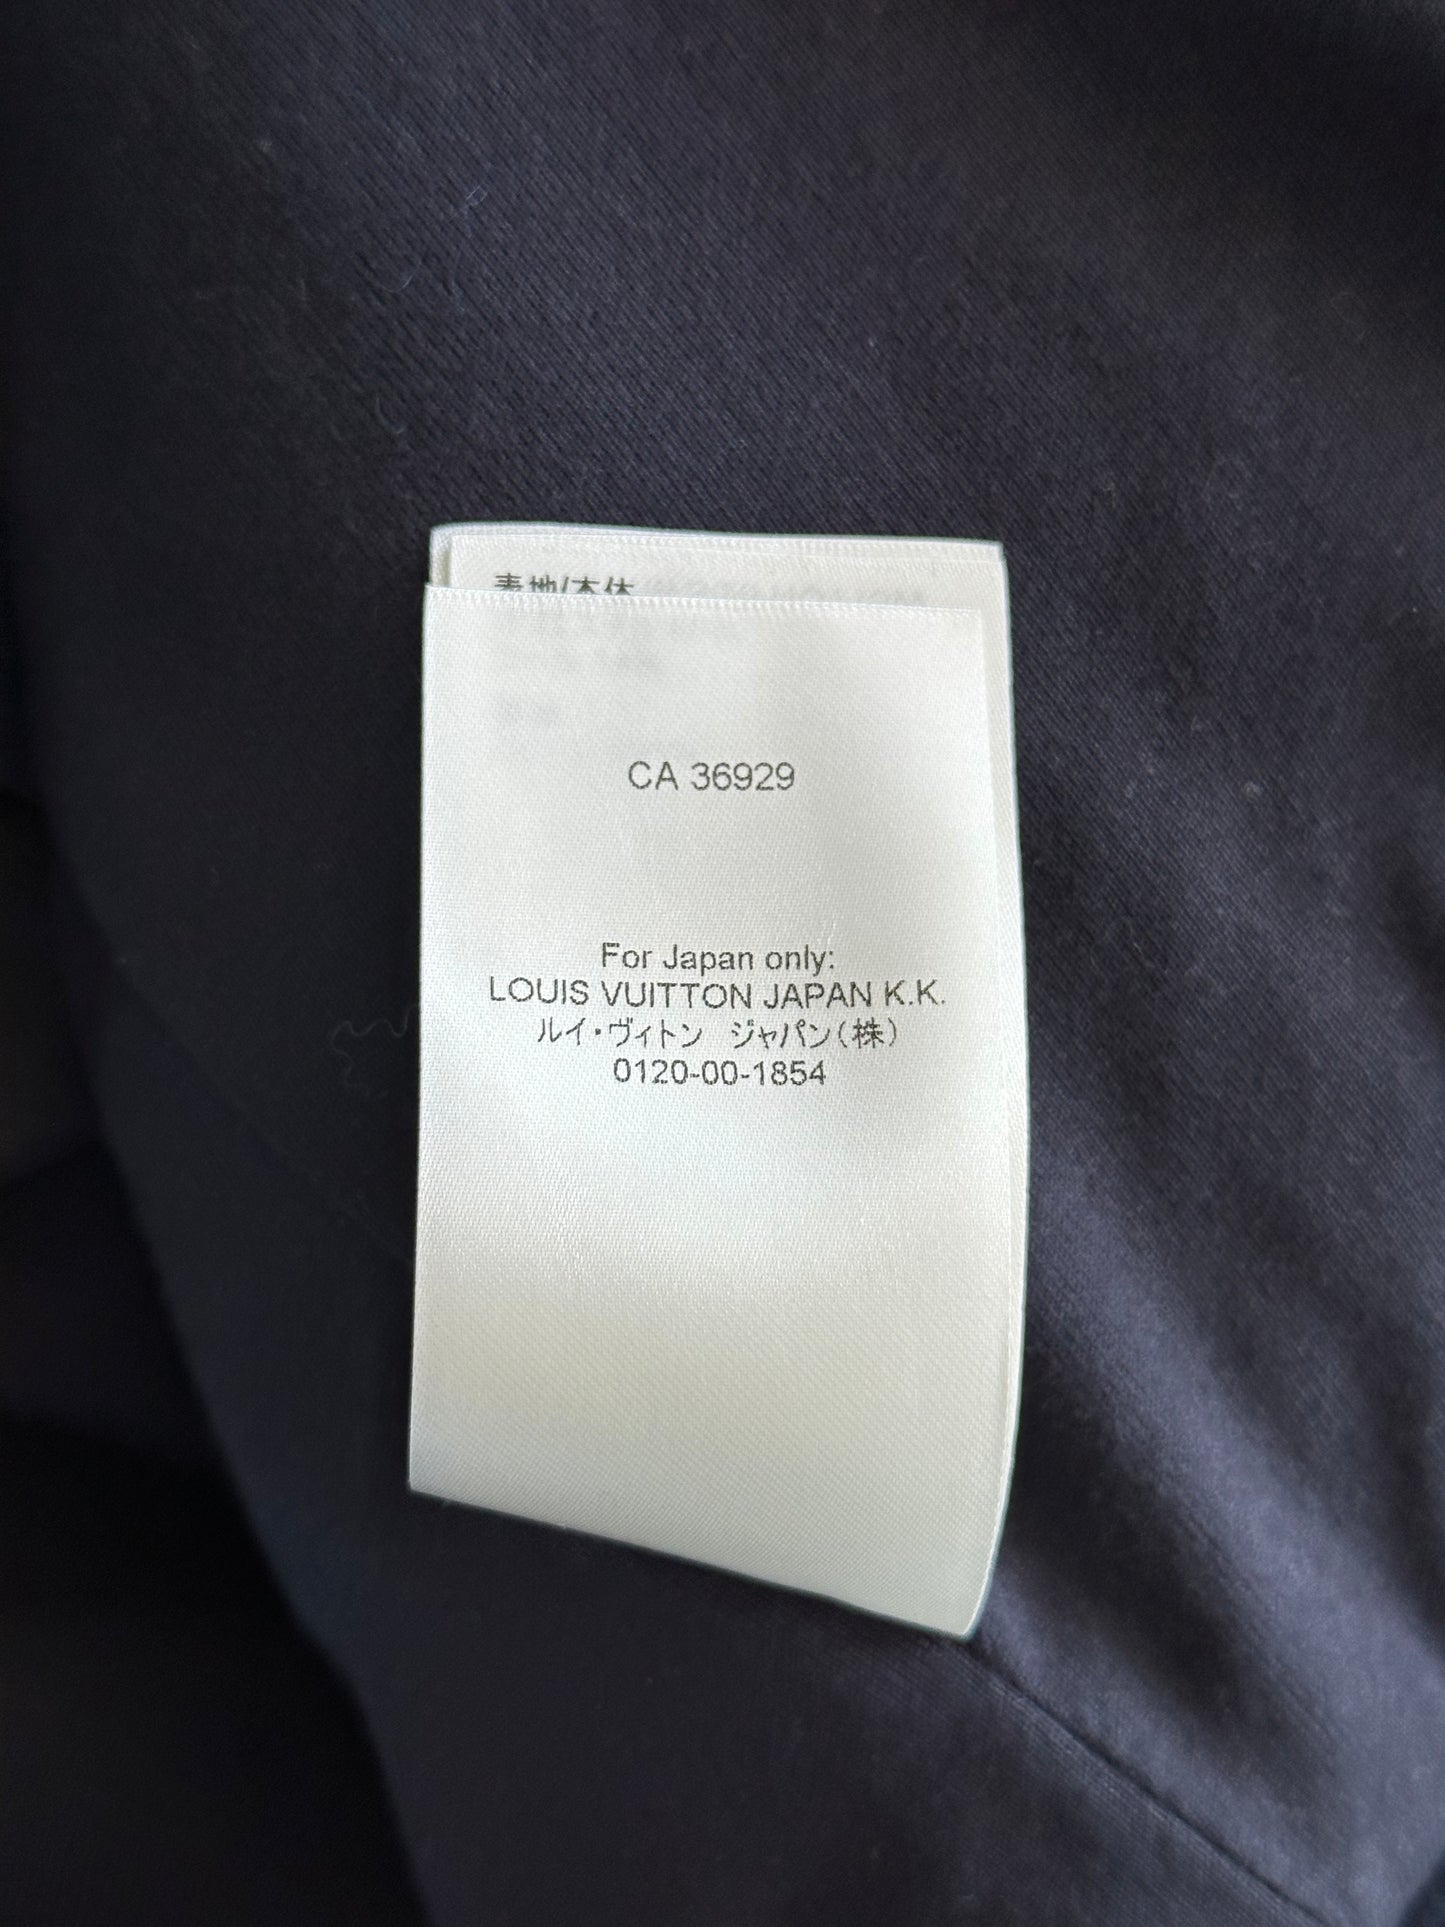 表地/本体
CA 36929
For Japan only:
LOUIS VUITTON JAPAN K.K.
ルイ・ヴィトン ジャパン(株)
0120-00-1854